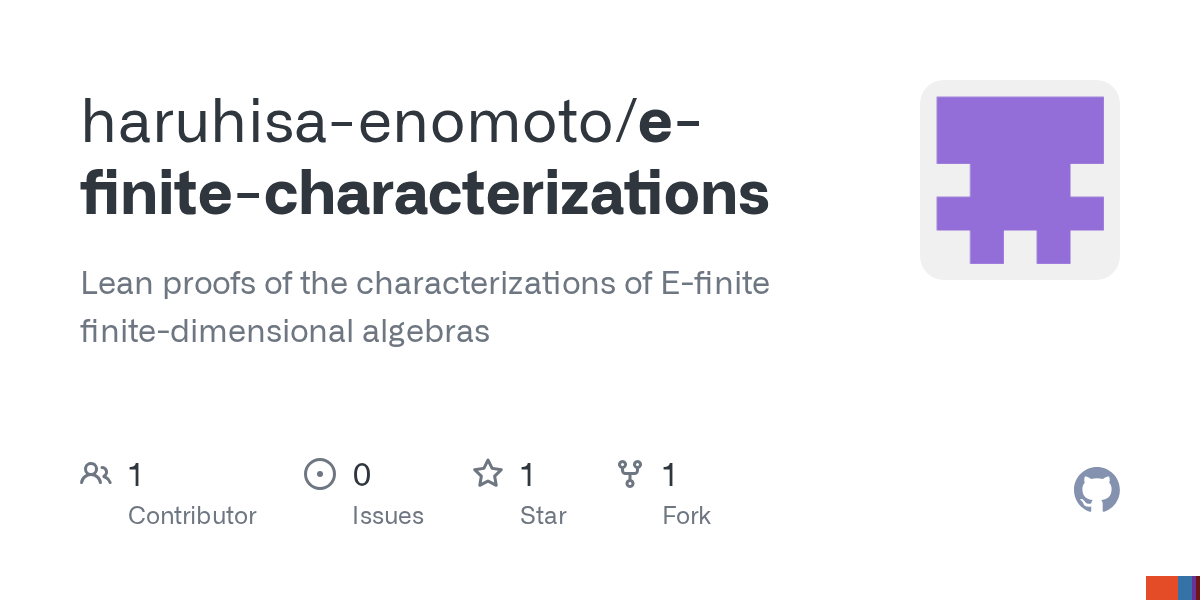 haruhisa-enomoto/e-
finite-characterizations
Lean proofs of the characterizations of E-finite
finite-dimensional algebras
1 0 1 1
Contributor Issues Star Fork